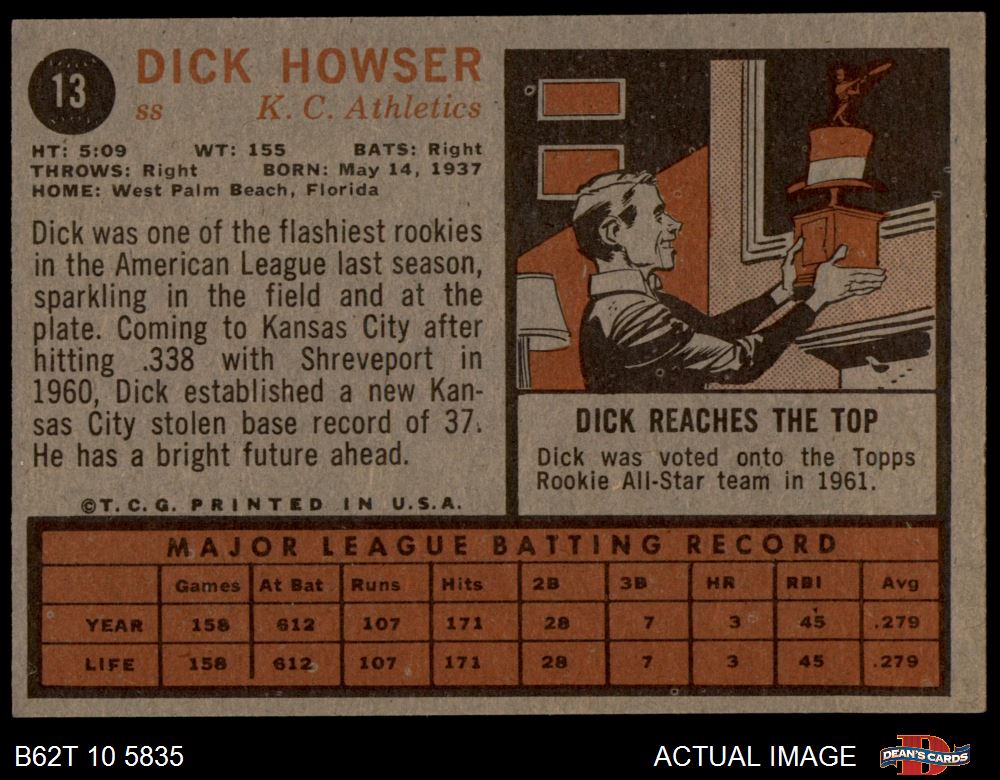 13
DICK HOWSER
ss K. C. Athletics
HT: 5:09 WT: 155 BATS: Right
THROWS: Right BORN: May 14, 1937
HOME: West Palm Beach, Florida
Dick was one of the flashiest rookies
in the American League last season,
sparkling in the field and at the
plate. Coming to Kansas City after
hitting .338 with Shreveport in
1960, Dick established a new Kan-
sas City stolen base record of 37.
He has a bright future ahead.
©T.C.G. PRINTED IN U.S.A.
DICK REACHES THE TOP
Dick was voted onto the Topps
Rookie All-Star team in 1961.
MAJOR LEAGUE BATTING RECORD
Games At Bat Runs Hits 2B 3B HR RBI Avg
YEAR 158 612 107 171 28 7 3 45 .279
LIFE 158 612 107 171 28 7 3 45 .279
B62T 10 5835 ACTUAL IMAGE DEAN'S CARDS